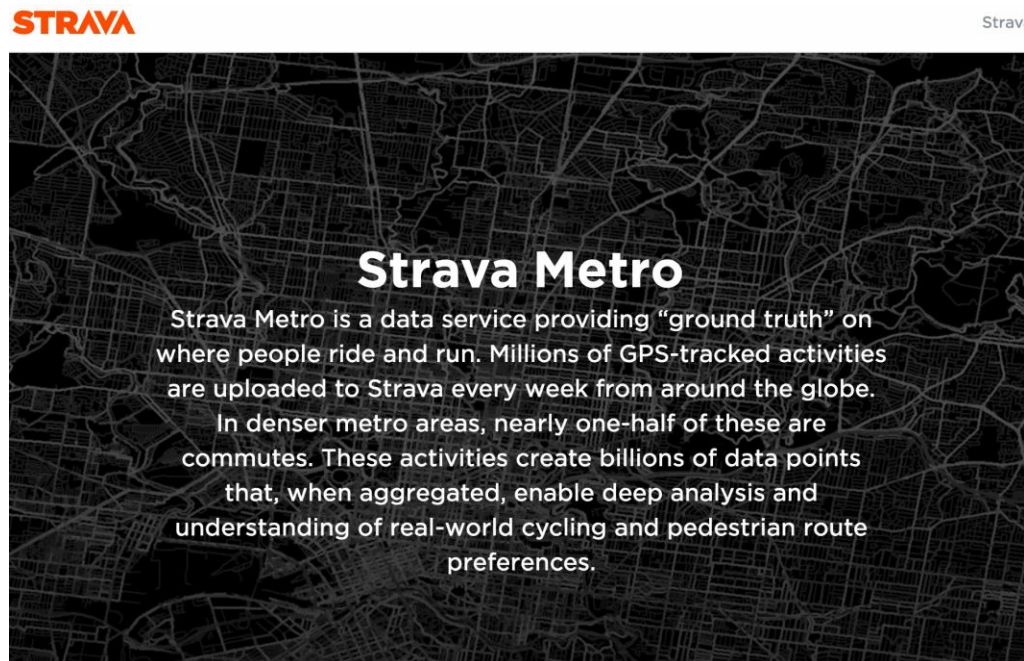 STRAVA
Strav
Strava Metro
Strava Metro is a data service providing “ground truth” on
where people ride and run. Millions of GPS-tracked activities
are uploaded to Strava every week from around the globe.
In denser metro areas, nearly one-half of these are
commutes. These activities create billions of data points
that, when aggregated, enable deep analysis and
understanding of real-world cycling and pedestrian route
preferences.